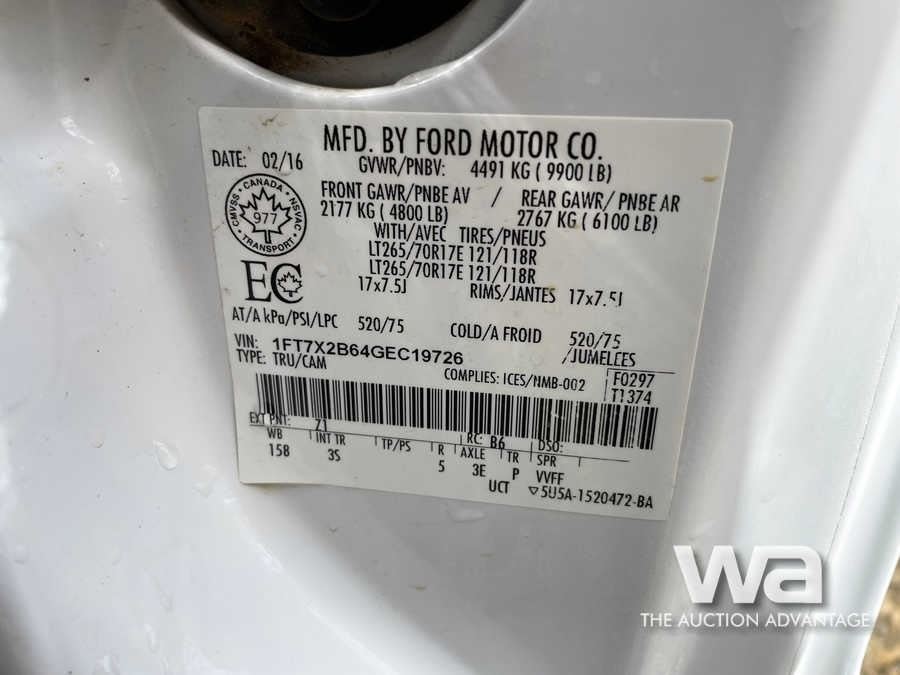 MFD. BY FORD MOTOR CO.
DATE: 02/16 GVWR/PNBV: 4491 KG ( 9900 LB)
FRONT GAWR/PNBE AV / REAR GAWR/ PNBE AR
2177 KG ( 4800 LB) 2767 KG ( 6100 LB)
WITH/AVEC TIRES/PNEUS
LT265/70R17E 121/118R
LT265/70R17E 121/118R
17x7.5J RIMS/JANTES 17x7.5J
CANADA
CMVSS NSVAC
977
TRANSPORT
EC
AT/A kPa/PSI/LPC 520/75 COLD/A FROID 520/75
VIN: 1FT7X2B64GEC19726 /JUMELEES
TYPE: TRU/CAM COMPLIES: ICES/NMB-002 F0297
T1374
EXT PNT: Z1 RC: B6 DSO:
WB INT TR TP/PS R AXLE TR SPR
158 3S 5 3E P VVFF
UCT 5U5A-1520472-BA
wa
THE AUCTION ADVANTAGE